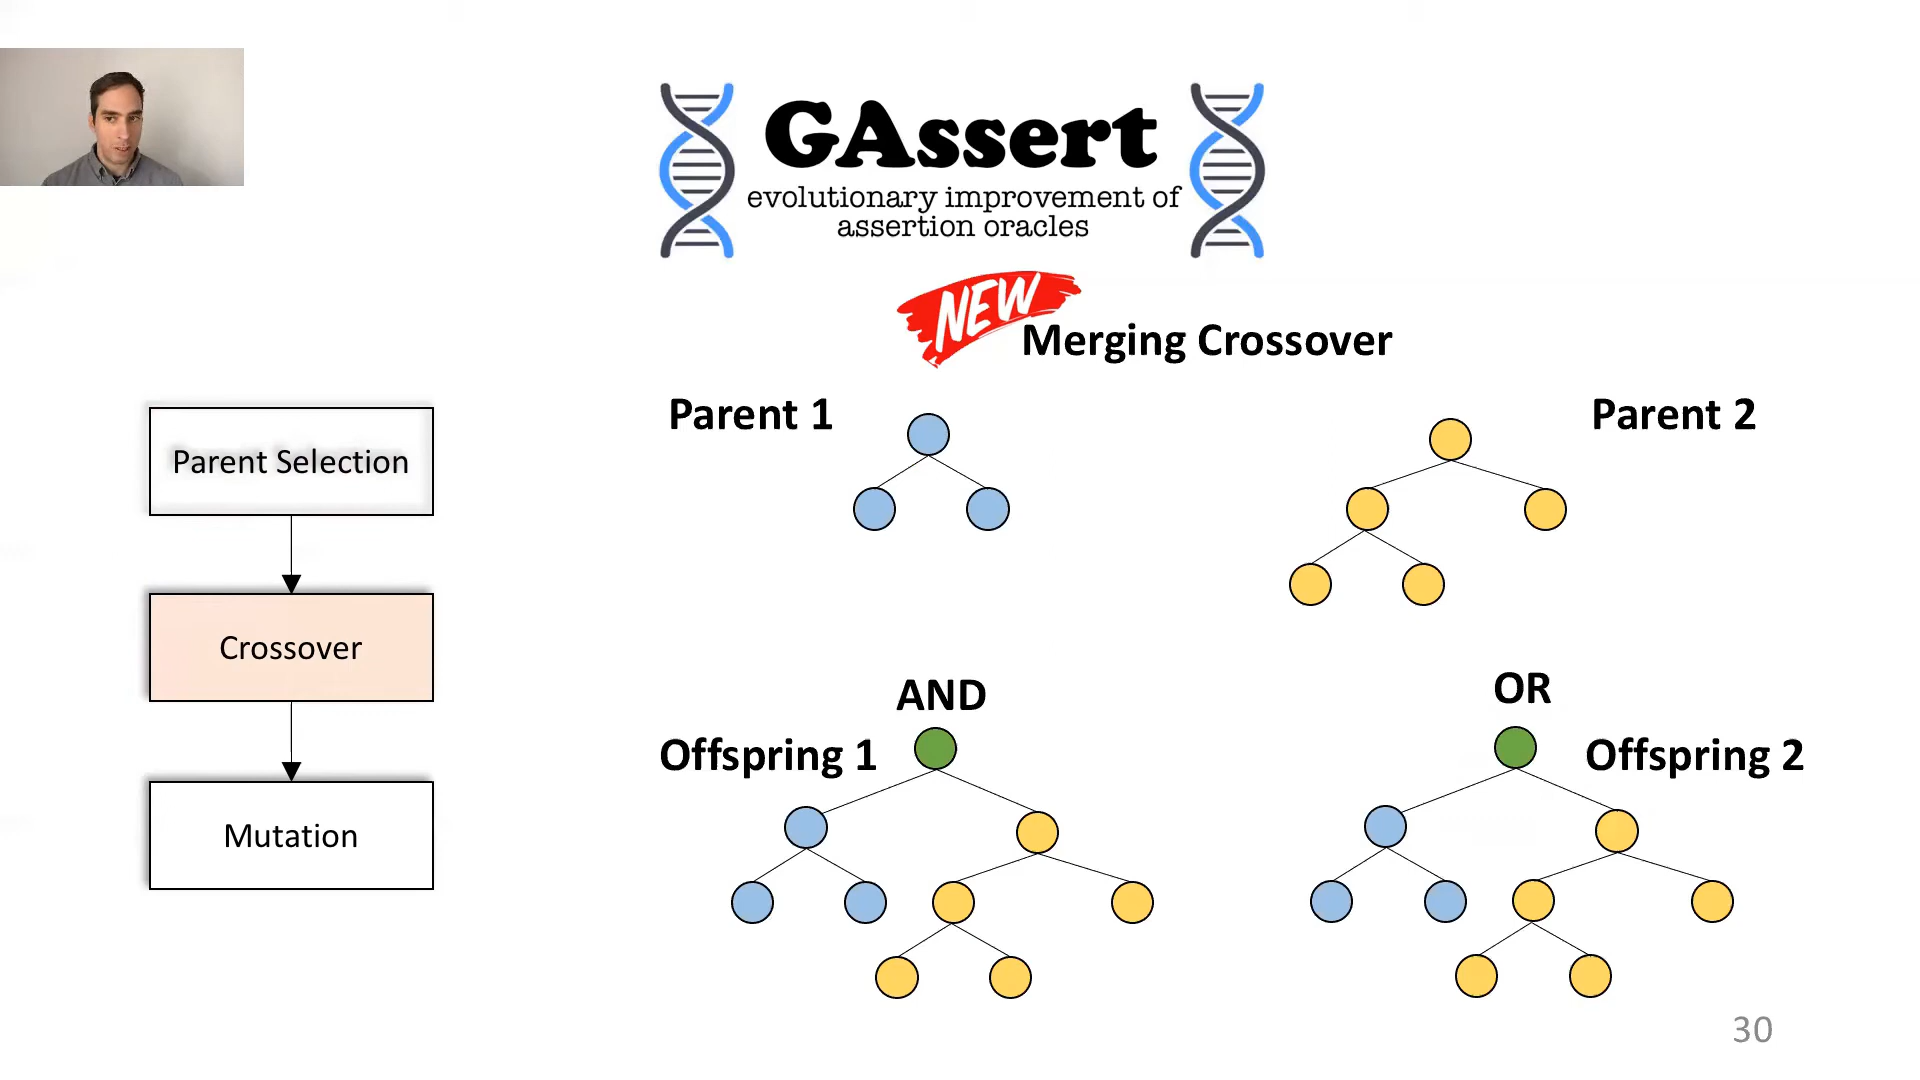 GAssert
evolutionary improvement of
assertion oracles
NEW
Merging Crossover
Parent 1
Parent 2
Parent Selection
Crossover
Mutation
AND
OR
Offspring 1
Offspring 2
30